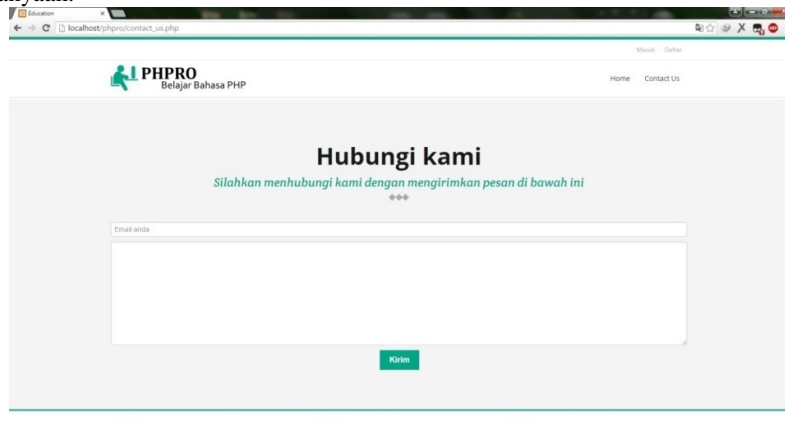 Education
localhost/phpro/contact_us.php
Masuk Daftar
PHPRO
Belajar Bahasa PHP
Home Contact Us
Hubungi kami
Silahkan menhubungi kami dengan mengirimkan pesan di bawah ini
Email anda
Kirim